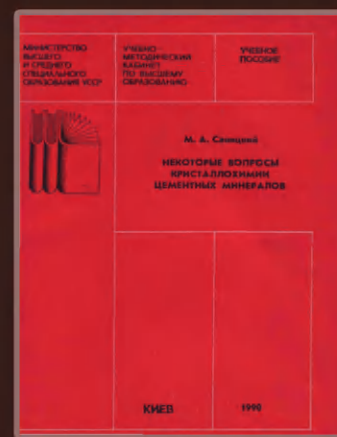 МИНИСТЕРСТВО
ВЫСШЕГО
И СРЕДНЕГО
СПЕЦИАЛЬНОГО
ОБРАЗОВАНИЯ УССР
УЧЕБНО-
МЕТОДИЧЕСКИЙ
КАБИНЕТ
ПО ВЫСШЕМУ
ОБРАЗОВАНИЮ
УЧЕБНОЕ
ПОСОБИЕ
М. А. Саницкий
НЕКОТОРЫЕ ВОПРОСЫ
КРИСТАЛЛОХИМИИ
ЦЕМЕНТНЫХ МИНЕРАЛОВ
КИЕВ
1990